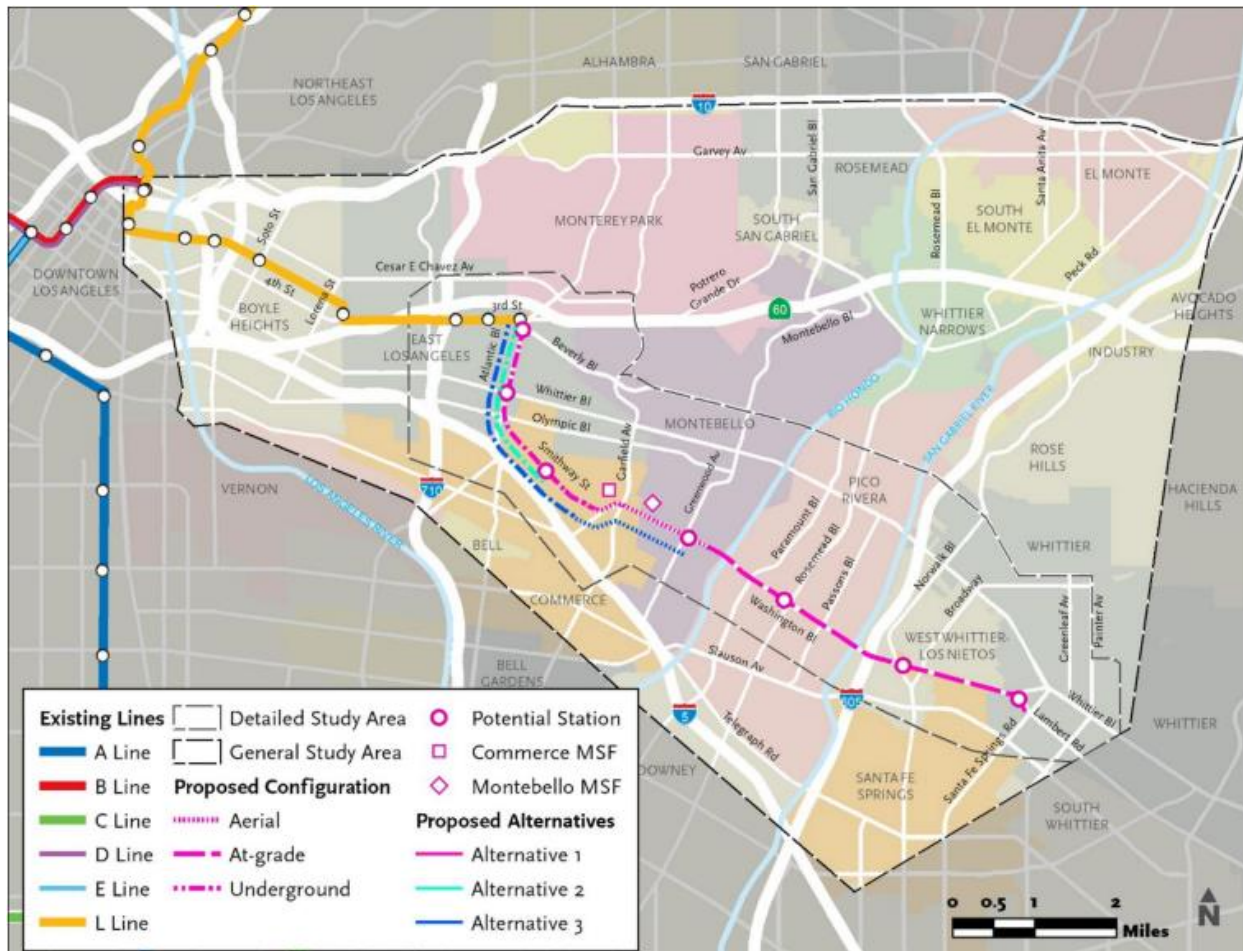 ALHAMBRA
SAN GABRIEL
NORTHEAST
LOS ANGELES
10
Garvey Av
San Gabriel Bl
ROSEMEAD
Santa Anita Av
EL MONTE
Rosemead Bl
MONTEREY PARK
SOUTH
SAN GABRIEL
SOUTH
EL MONTE
Soto St
Peck Rd
DOWNTOWN
LOS ANGELES
4th St
Lorena St
BOYLE
HEIGHTS
Cesar E Chavez Av
Potrero
Grande Dr
3rd St
60
Montebello Bl
WHITTIER
NARROWS
AVOCADO
HEIGHTS
EAST
LOS ANGELES
Atlantic Bl
Beverly Bl
INDUSTRY
RIO HONDO
SAN GABRIEL RIVER
Whittier Bl
Olympic Bl
MONTEBELLO
Garfield Av
Greenwood Av
Smithway St
ROSE
HILLS
HACIENDA
HILLS
PICO
RIVERA
VERNON
710
LOS ANGELES
RIVER
Paramount Bl
Rosemead Bl
Passons Bl
BELL
Norwalk Bl
WHITTIER
Broadway
COMMERCE
Washington Bl
WEST WHITTIER-
LOS NIETOS
Greenleaf Av
Painter Av
Slauson Av
BELL
GARDENS
605
Whittier Bl
Lambert Rd
WHITTIER
5
Telegraph Rd
Santa Fe Springs Rd
DOWNEY
SANTA FE
SPRINGS
SOUTH
WHITTIER
Existing Lines
A Line
B Line
C Line
D Line
E Line
L Line
Detailed Study Area
General Study Area
Proposed Configuration
Aerial
At-grade
Underground
Potential Station
Commerce MSF
Montebello MSF
Proposed Alternatives
Alternative 1
Alternative 2
Alternative 3
0 0.5 1 2
Miles
N